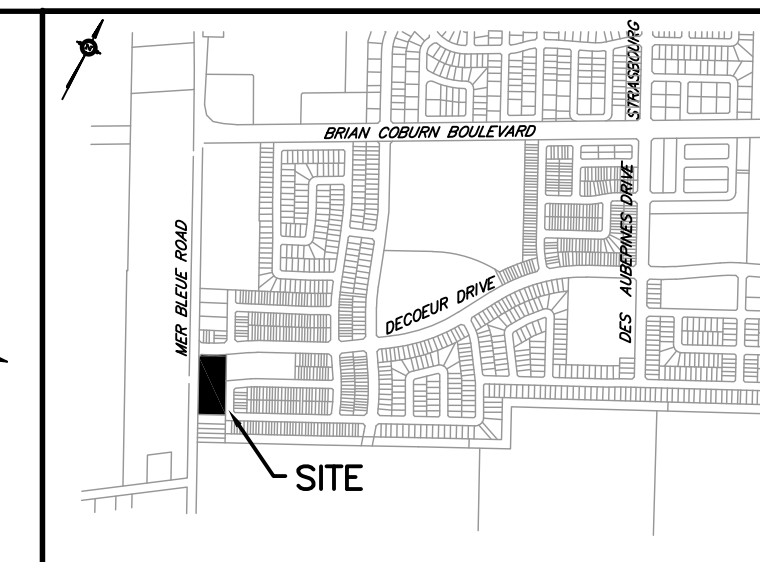 STRASBOURG
BRIAN COBURN BOULEVARD
DES AUBEPINES DRIVE
MER BLEUE ROAD
DECOEUR DRIVE
SITE